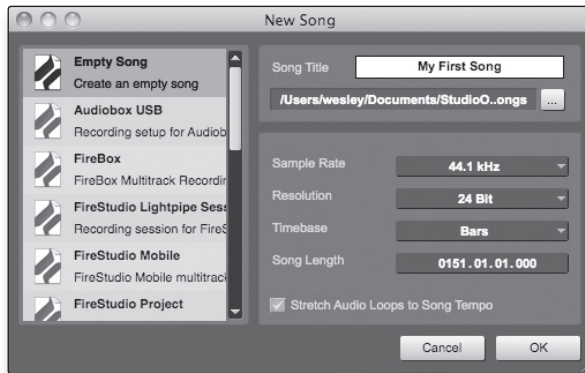 New Song
Empty Song
Create an empty song
Audiobox USB
Recording setup for Audiob
FireBox
FireBox Multitrack Recordin
FireStudio Lightpipe Sess
Recording session for FireS
FireStudio Mobile
FireStudio Mobile multitrack
FireStudio Project
Song Title
My First Song
/Users/wesley/Documents/StudioO..ongs
...
Sample Rate
44.1 kHz
Resolution
24 Bit
Timebase
Bars
Song Length
0151.01.01.000
Stretch Audio Loops to Song Tempo
Cancel
OK